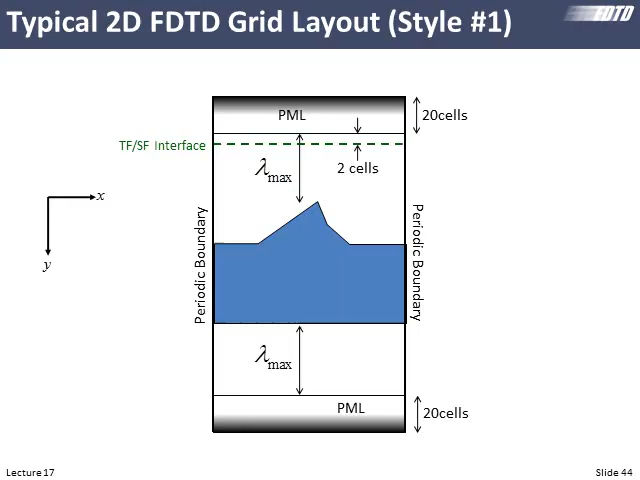 Typical 2D FDTD Grid Layout (Style #1)
FDTD
PML
20cells
TF/SF Interface
λmax
2 cells
x
y
Periodic Boundary
Periodic Boundary
λmax
PML
20cells
Lecture 17
Slide 44